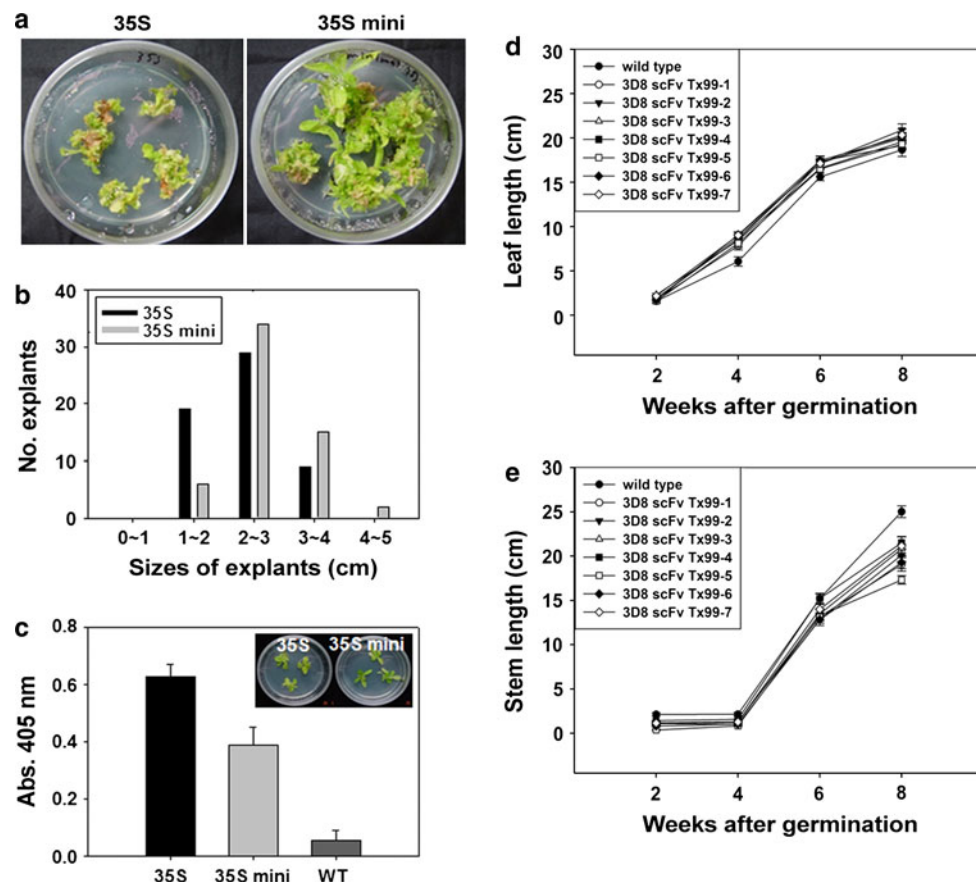 a
35S
35S mini
b
40
30
20
10
0
No. explants
35S
35S mini
0~1 1~2 2~3 3~4 4~5
Sizes of explants (cm)
c
0.8
0.6
0.4
0.2
0.0
Abs. 405 nm
35S 35S mini
35S 35S mini WT
d
30
25
20
15
10
5
0
Leaf length (cm)
wild type
3D8 scFv Tx99-1
3D8 scFv Tx99-2
3D8 scFv Tx99-3
3D8 scFv Tx99-4
3D8 scFv Tx99-5
3D8 scFv Tx99-6
3D8 scFv Tx99-7
2 4 6 8
Weeks after germination
e
30
25
20
15
10
5
0
Stem length (cm)
wild type
3D8 scFv Tx99-1
3D8 scFv Tx99-2
3D8 scFv Tx99-3
3D8 scFv Tx99-4
3D8 scFv Tx99-5
3D8 scFv Tx99-6
3D8 scFv Tx99-7
2 4 6 8
Weeks after germination